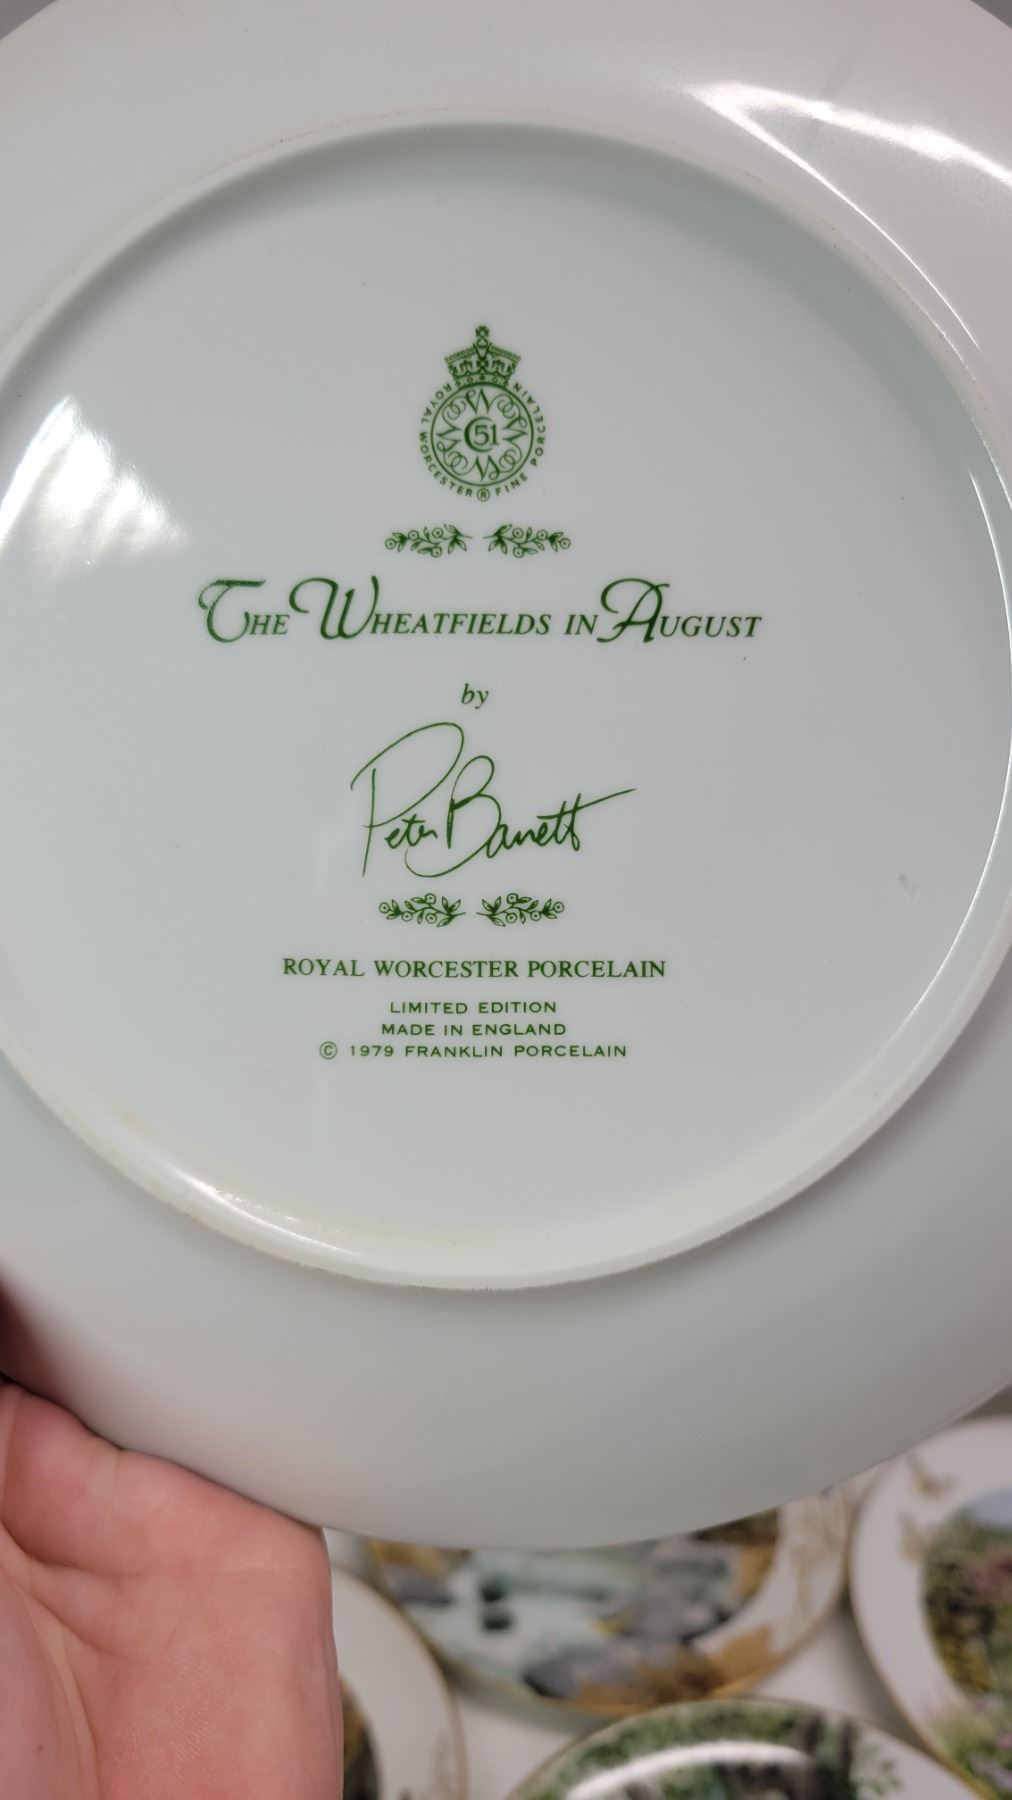 ROYAL WORCESTER ® FINE PORCELAIN
W W W W
C 51
THE WHEATFIELDS IN AUGUST
by
Peter Barrett
ROYAL WORCESTER PORCELAIN
LIMITED EDITION
MADE IN ENGLAND
© 1979 FRANKLIN PORCELAIN